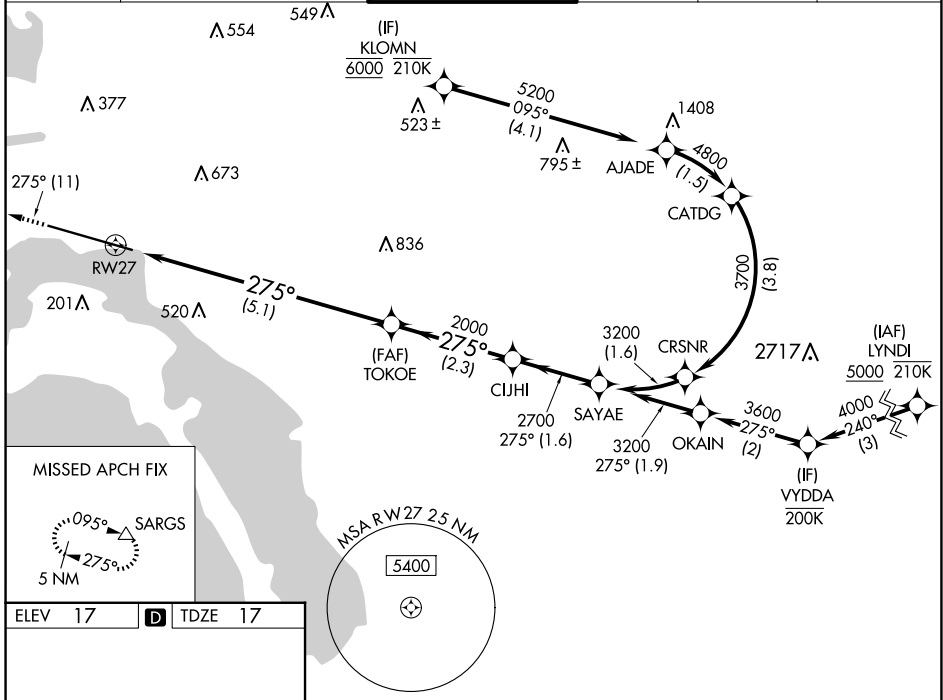 549
554
(IF)
KLOMN
6000 210K
5200
095°
(4.1)
1408
377
523 ±
795 ±
AJADE
4800
(1.5)
673
275° (11)
CATDG
836
RW27
3700
(3.8)
275°
(5.1)
201
520
2000
275°
(2.3)
3200
(1.6)
CRSNR
2717
(IAF)
LYNDI
5000 210K
(FAF)
TOKOE
CIJHI
SAYAE
4000
240°
(3)
3600
275°
(2)
2700
275° (1.6)
OKAIN
3200
275° (1.9)
(IF)
VYDDA
200K
MISSED APCH FIX
095°
SARGS
275°
5 NM
MSA RW27 25 NM
5400
ELEV 17 D TDZE 17